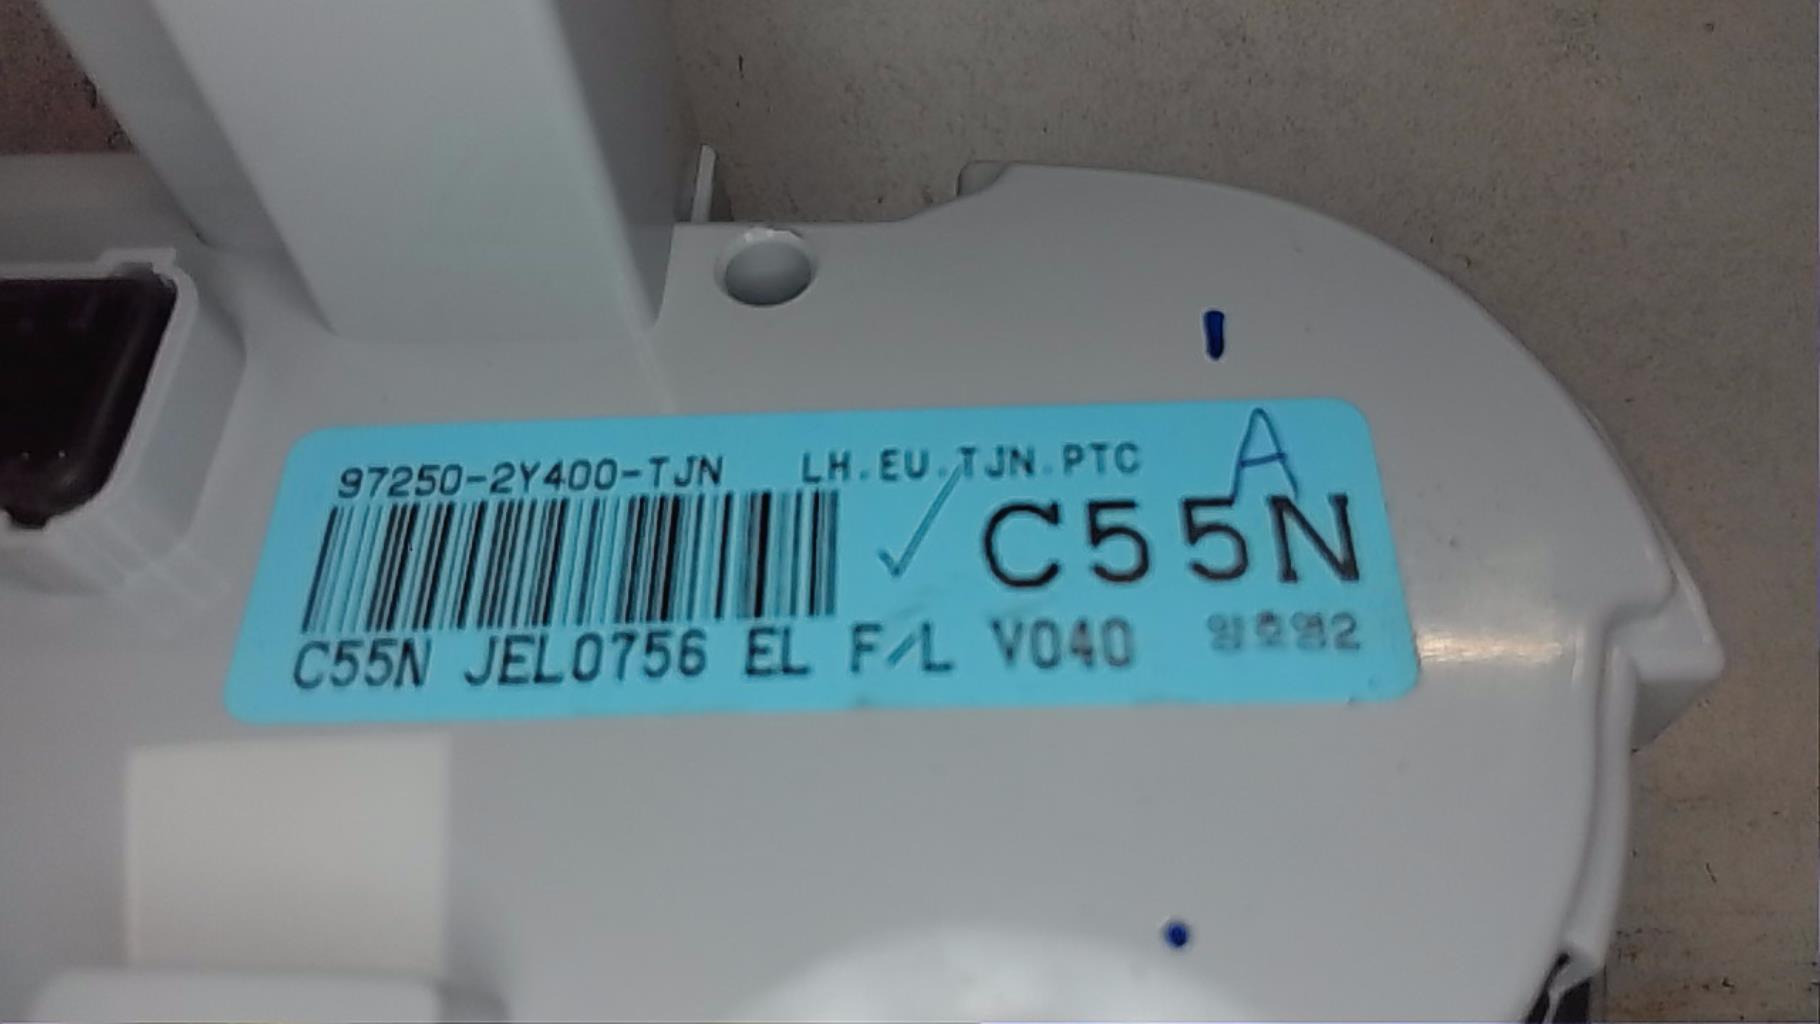 97250-2Y400-TJN LH.EU.TJN.PTC A
C55N
C55N JEL0756 EL F/L V040